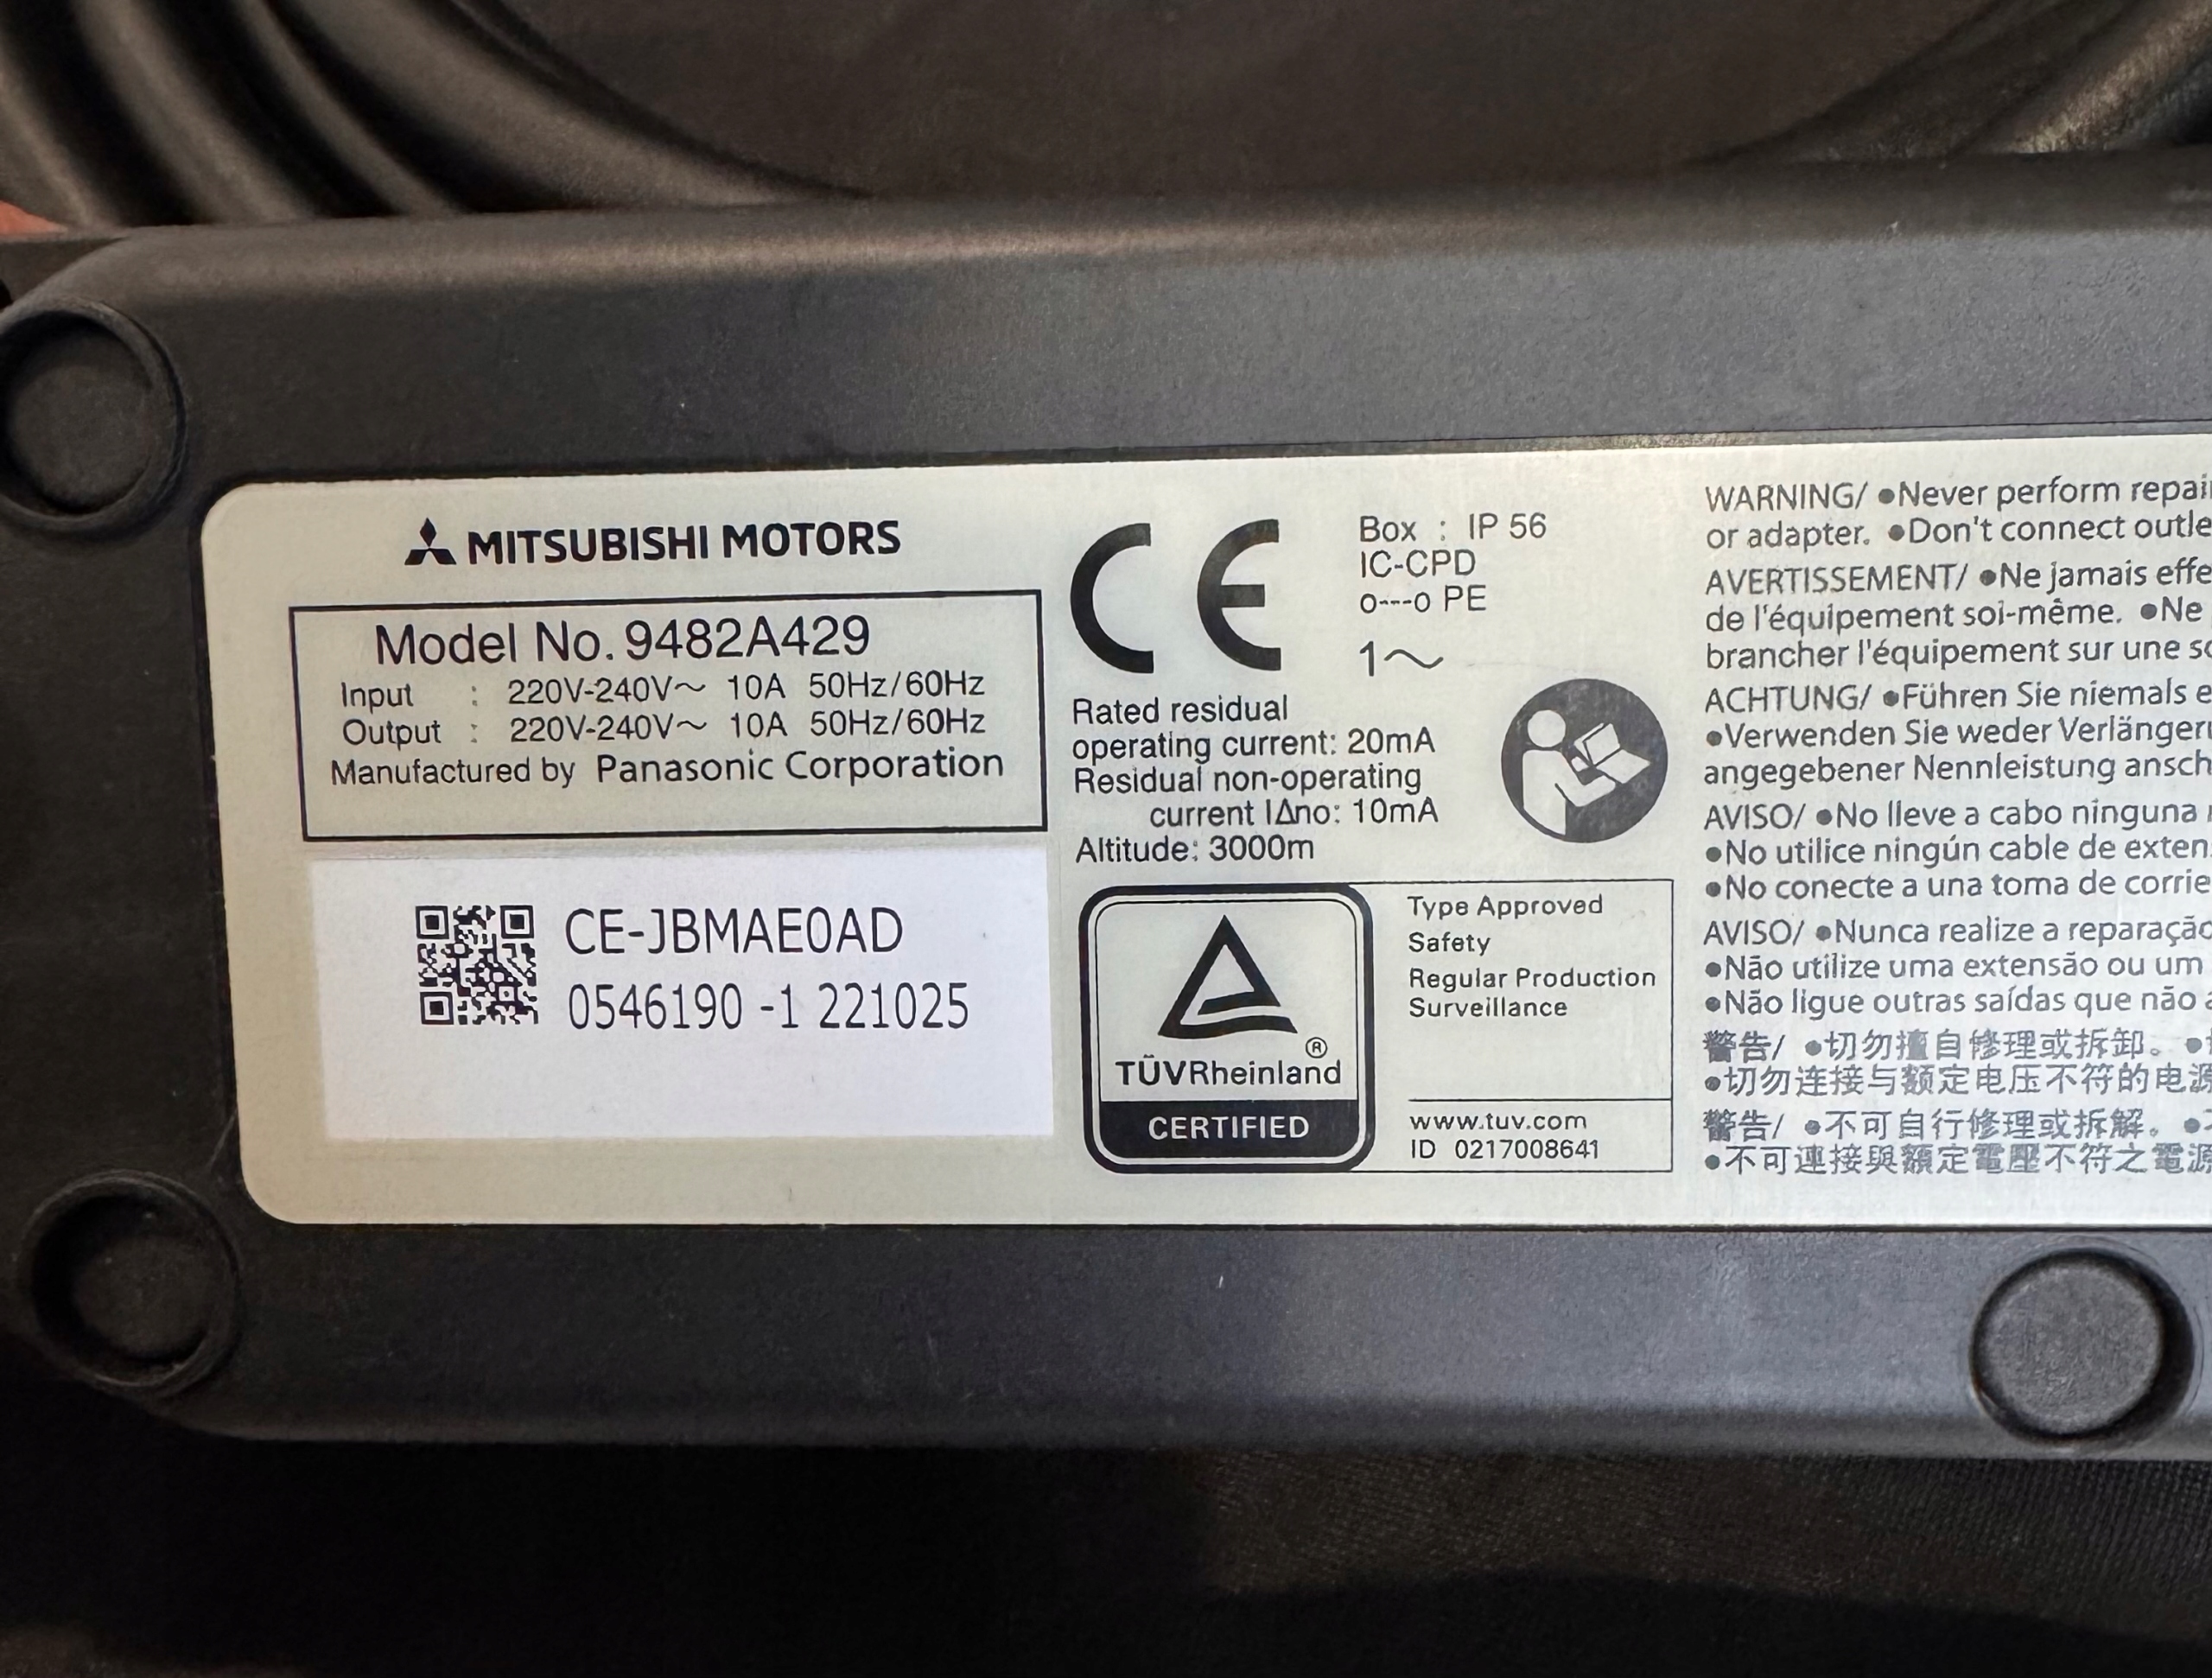 MITSUBISHI MOTORS
Model No. 9482A429
Input : 220V-240V～ 10A 50Hz/60Hz
Output : 220V-240V～ 10A 50Hz/60Hz
Manufactured by Panasonic Corporation
CE-JBMAE0AD
0546190 -1 221025
CE
Box : IP 56
IC-CPD
o---o PE
1～
Rated residual
operating current: 20mA
Residual non-operating
current IΔno: 10mA
Altitude: 3000m
TÜVRheinland®
CERTIFIED
Type Approved
Safety
Regular Production
Surveillance
www.tuv.com
ID 0217008641
WARNING/ ●Never perform
or adapter. ●Don't connect
AVERTISSEMENT/ ●Ne jamais
de l'équipement soi-même. ●Ne
brancher l'équipement sur une
ACHTUNG/ ●Führen Sie niemals
●Verwenden Sie weder
angegebener Nennleistung
AVISO/ ●No lleve a cabo ninguna
●No utilice ningún cable de
●No conecte a una toma de
AVISO/ ●Nunca realize a
●Não utilize uma extensão ou um
●Não ligue outras saídas que não
警告/ ●切勿擅自修理或拆卸。●
●切勿连接与额定电压不符的电源
警告/ ●不可自行修理或拆解。●
●不可連接與額定電壓不符之電源